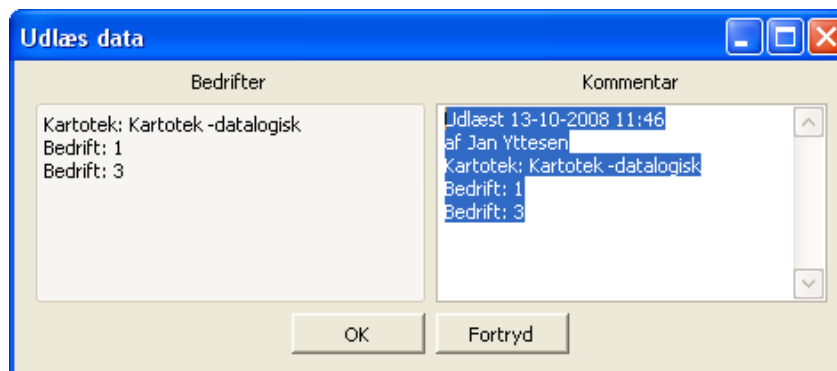 Udlæs data
Bedrifter
Kartotek: Kartotek -datalogisk
Bedrift: 1
Bedrift: 3
Kommentar
Udlæst 13-10-2008 11:46
af Jan Yttesen
Kartotek: Kartotek -datalogisk
Bedrift: 1
Bedrift: 3
OK
Fortryd